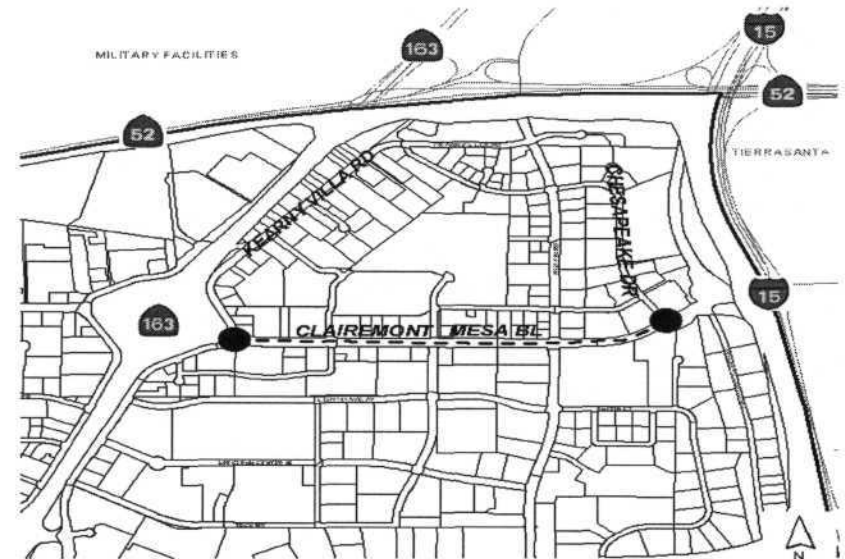 15
163
MILITARY FACILITIES
52
52
TIERRASANTA
KEARNY VILLA RD
CHESAPEAKE DR
15
163
CLAIREMONT MESA BL
N